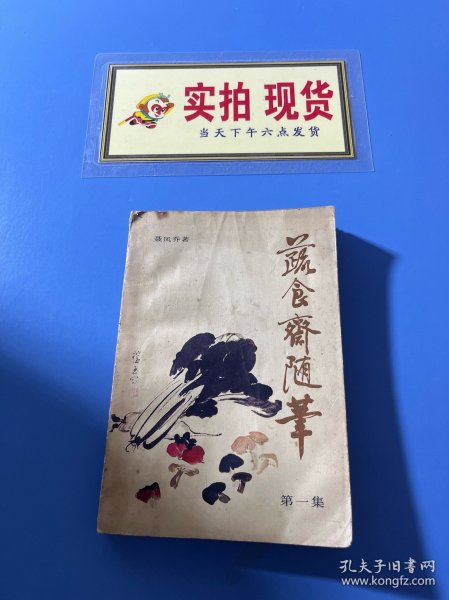 实拍 现货
当天下午六点发货
聂凤乔著
蔬食斋随筆
第一集
孔夫子旧书网
www.kongfz.com